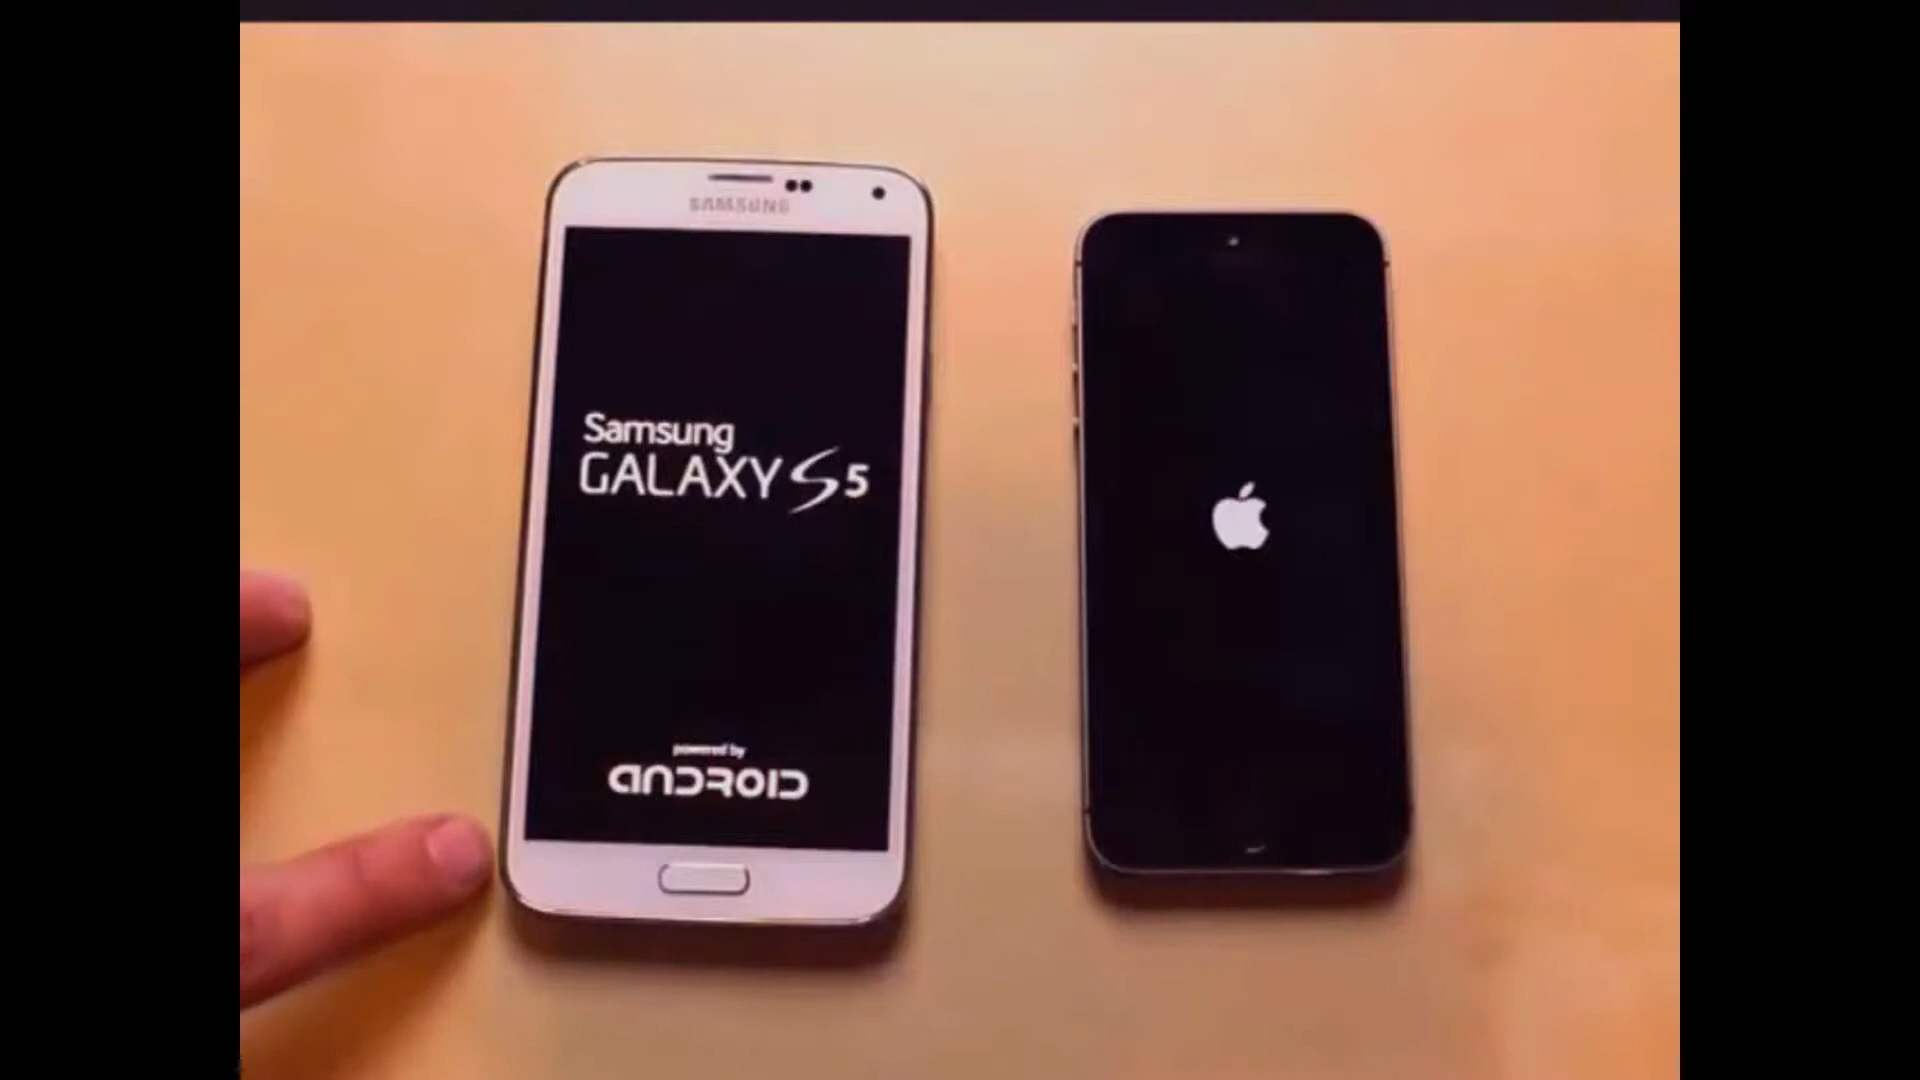 SAMSUNG
Samsung
GALAXY S5
powered by
ANDROID